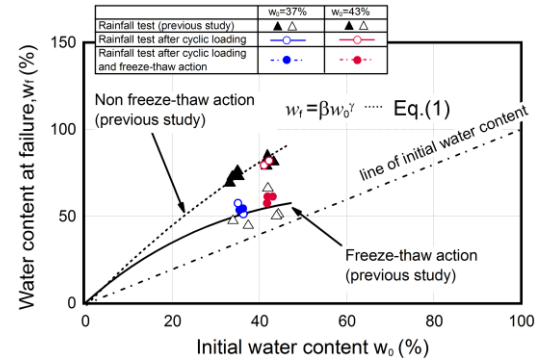 w₀=37% w₀=43%
Rainfall test (previous study)
Rainfall test after cyclic loading
Rainfall test after cyclic loading
and freeze-thaw action
150
100
50
0
Water content at failure,wf (%)
Non freeze-thaw action
(previous study)
wf =βw₀^γ ····· Eq.(1)
line of initial water content
Freeze-thaw action
(previous study)
0 20 40 60 80 100
Initial water content w₀ (%)